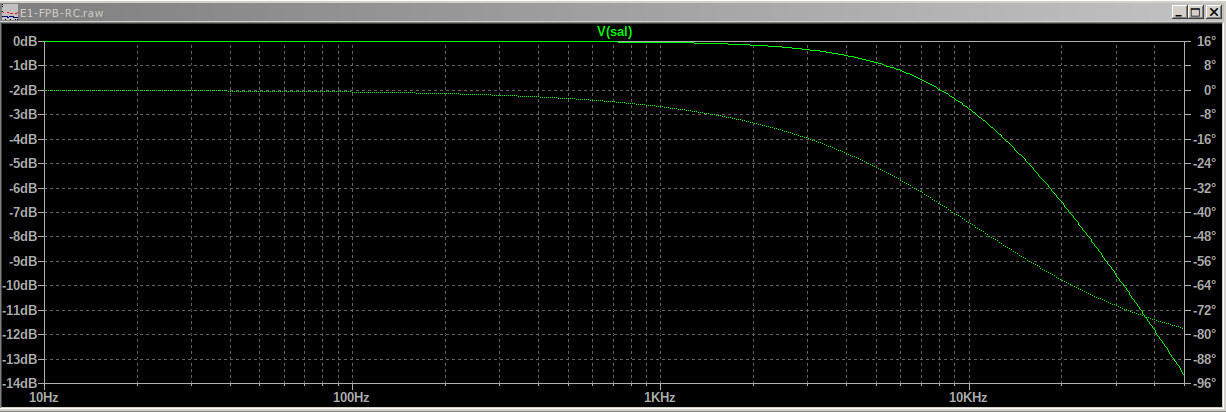 E1-FPB-RC.raw
V(sal)
0dB 16°
-1dB 8°
-2dB 0°
-3dB -8°
-4dB -16°
-5dB -24°
-6dB -32°
-7dB -40°
-8dB -48°
-9dB -56°
-10dB -64°
-11dB -72°
-12dB -80°
-13dB -88°
-14dB -96°
10Hz 100Hz 1KHz 10KHz